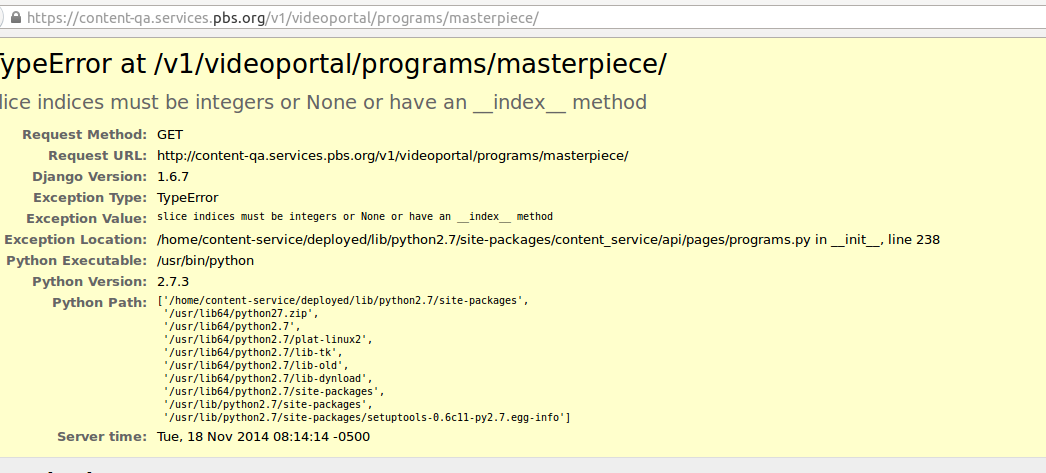 https://content-qa.services.pbs.org/v1/videoportal/programs/masterpiece/
TypeError at /v1/videoportal/programs/masterpiece/
lice indices must be integers or None or have an __index__ method
Request Method: GET
Request URL: http://content-qa.services.pbs.org/v1/videoportal/programs/masterpiece/
Django Version: 1.6.7
Exception Type: TypeError
Exception Value: slice indices must be integers or None or have an __index__ method
Exception Location: /home/content-service/deployed/lib/python2.7/site-packages/content_service/api/pages/programs.py in __init__, line 238
Python Executable: /usr/bin/python
Python Version: 2.7.3
Python Path: ['/home/content-service/deployed/lib/python2.7/site-packages',
'/usr/lib64/python27.zip',
'/usr/lib64/python2.7',
'/usr/lib64/python2.7/plat-linux2',
'/usr/lib64/python2.7/lib-tk',
'/usr/lib64/python2.7/lib-old',
'/usr/lib64/python2.7/lib-dynload',
'/usr/lib64/python2.7/site-packages',
'/usr/lib/python2.7/site-packages',
'/usr/lib/python2.7/site-packages/setuptools-0.6c11-py2.7.egg-info']
Server time: Tue, 18 Nov 2014 08:14:14 -0500